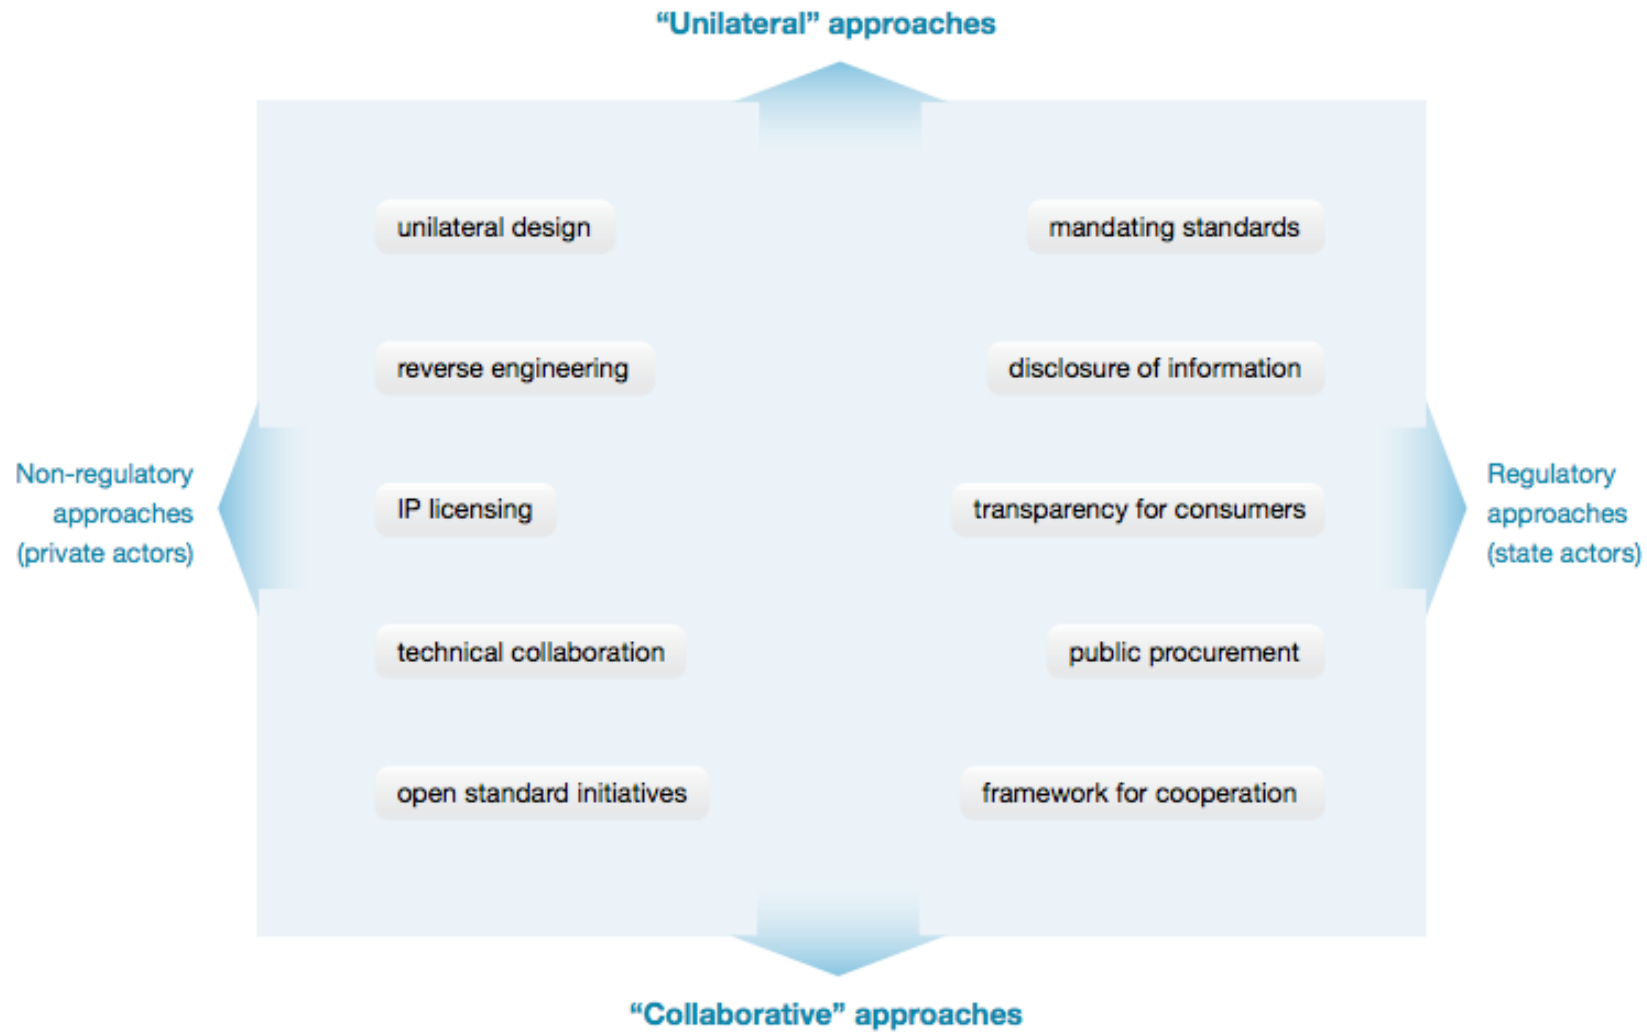 “Unilateral” approaches
unilateral design
mandating standards
reverse engineering
disclosure of information
Non-regulatory
approaches
(private actors)
IP licensing
transparency for consumers
Regulatory
approaches
(state actors)
technical collaboration
public procurement
open standard initiatives
framework for cooperation
“Collaborative” approaches